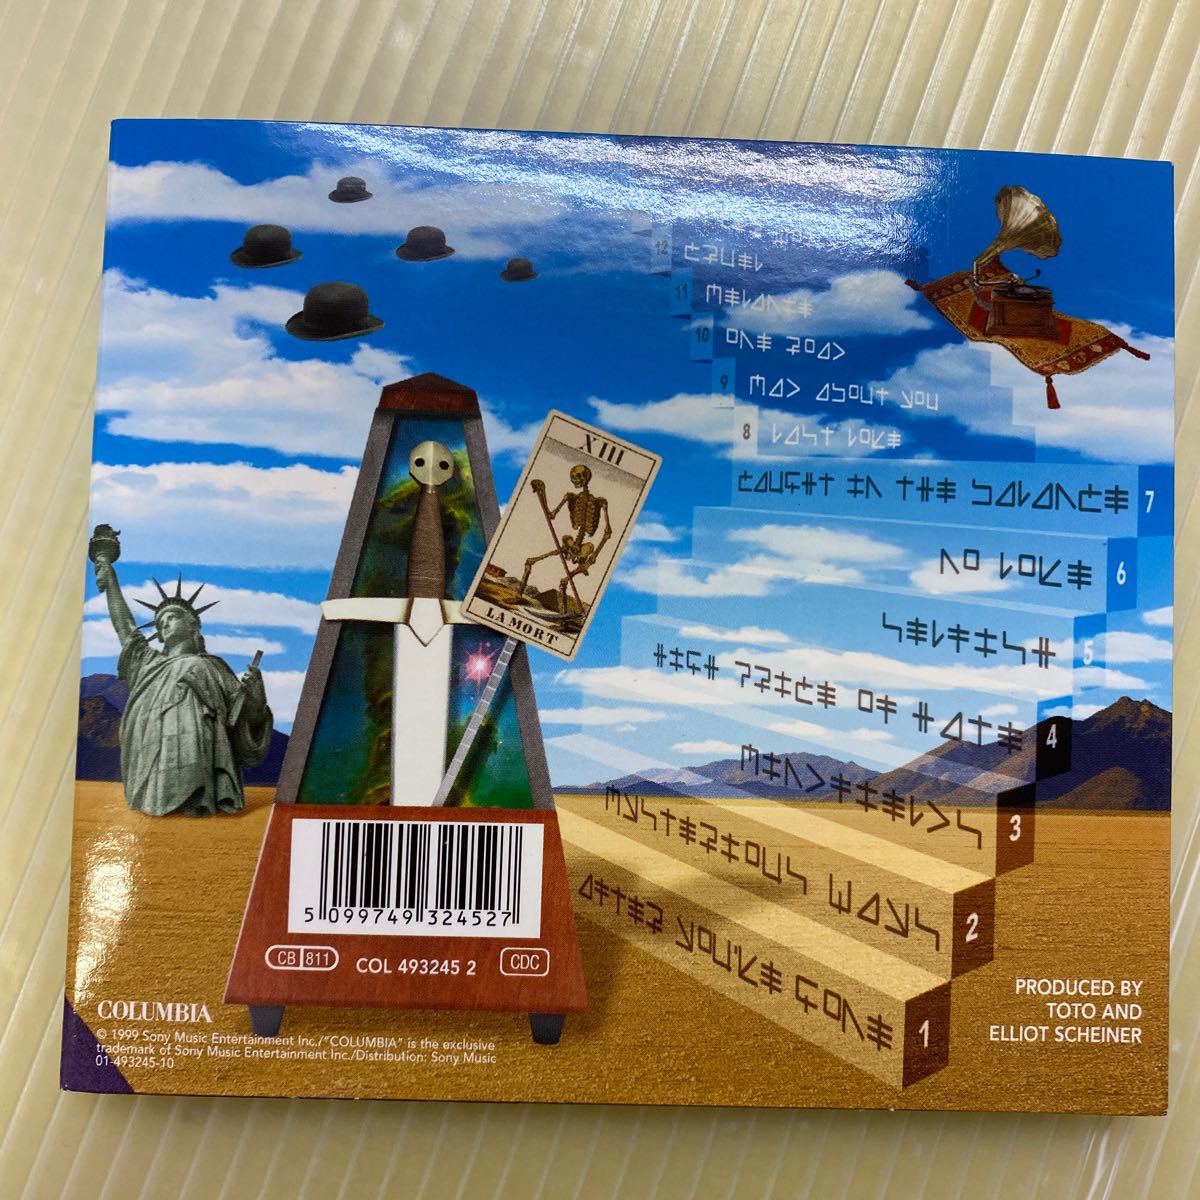 12 CRUEL
11 MELANIE
10 ONE ROAD
9 MAD ABOUT YOU
8 LAST LOVE
CAUGHT IN THE BALANCE 7
NO LOVE 6
SELFISH 5
HIGH PRICE OF HATE 4
MINDFIELDS 3
MYSTERIOUS WAYS 2
AFTER YOU'VE GONE 1
XIII
LA MORT
5 099749 324527
CB 811
COL 493245 2
CDC
COLUMBIA
© 1999 Sony Music Entertainment Inc./"COLUMBIA" is the exclusive
trademark of Sony Music Entertainment Inc./Distribution: Sony Music
01-493245-10
PRODUCED BY
TOTO AND
ELLIOT SCHEINER